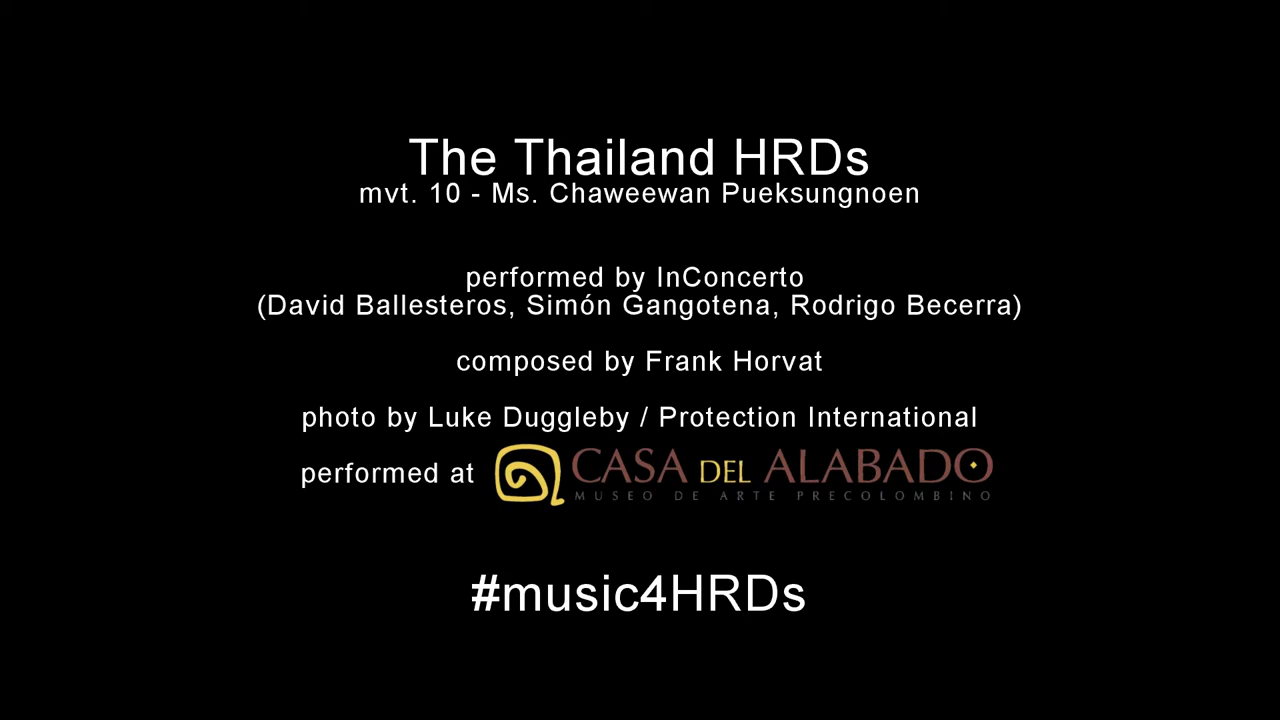 The Thailand HRDs
mvt. 10 - Ms. Chaweewan Pueksungnoen
performed by InConcerto
(David Ballesteros, Simón Gangotena, Rodrigo Becerra)
composed by Frank Horvat
photo by Luke Duggleby / Protection International
performed at CASA DEL ALABADO
MUSEO DE ARTE PRECOLOMBINO
#music4HRDs